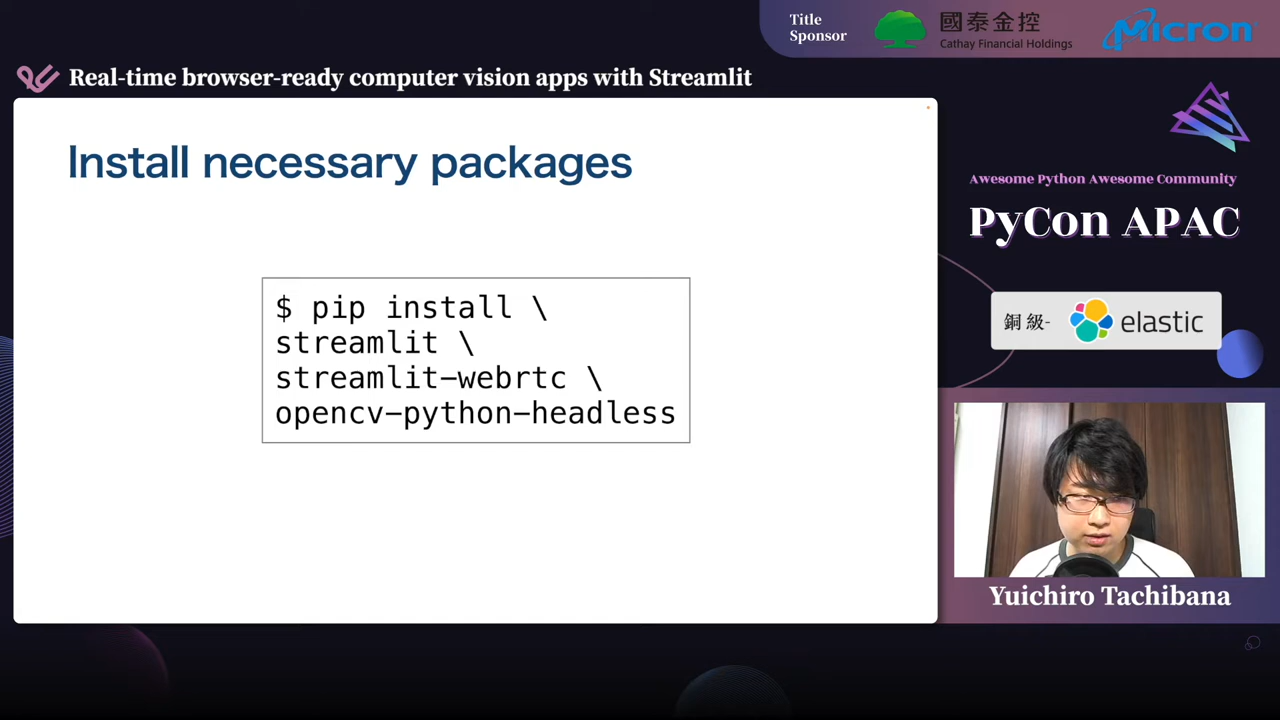 Title
Sponsor
國泰金控
Cathay Financial Holdings
Micron
Real-time browser-ready computer vision apps with Streamlit
Install necessary packages
$ pip install \
streamlit \
streamlit-webrtc \
opencv-python-headless
Awesome Python Awesome Community
PyCon APAC
銅級-
elastic
Yuichiro Tachibana